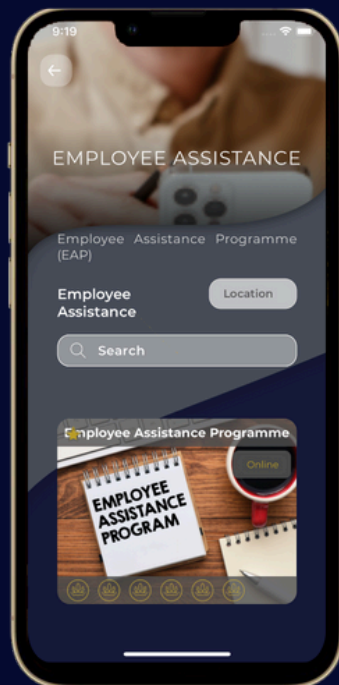 9:19
EMPLOYEE ASSISTANCE
Employee Assistance Programme
(EAP)
Employee
Assistance
Location
Search
Employee Assistance Programme
Online
EMPLOYEE
ASSISTANCE
PROGRAM